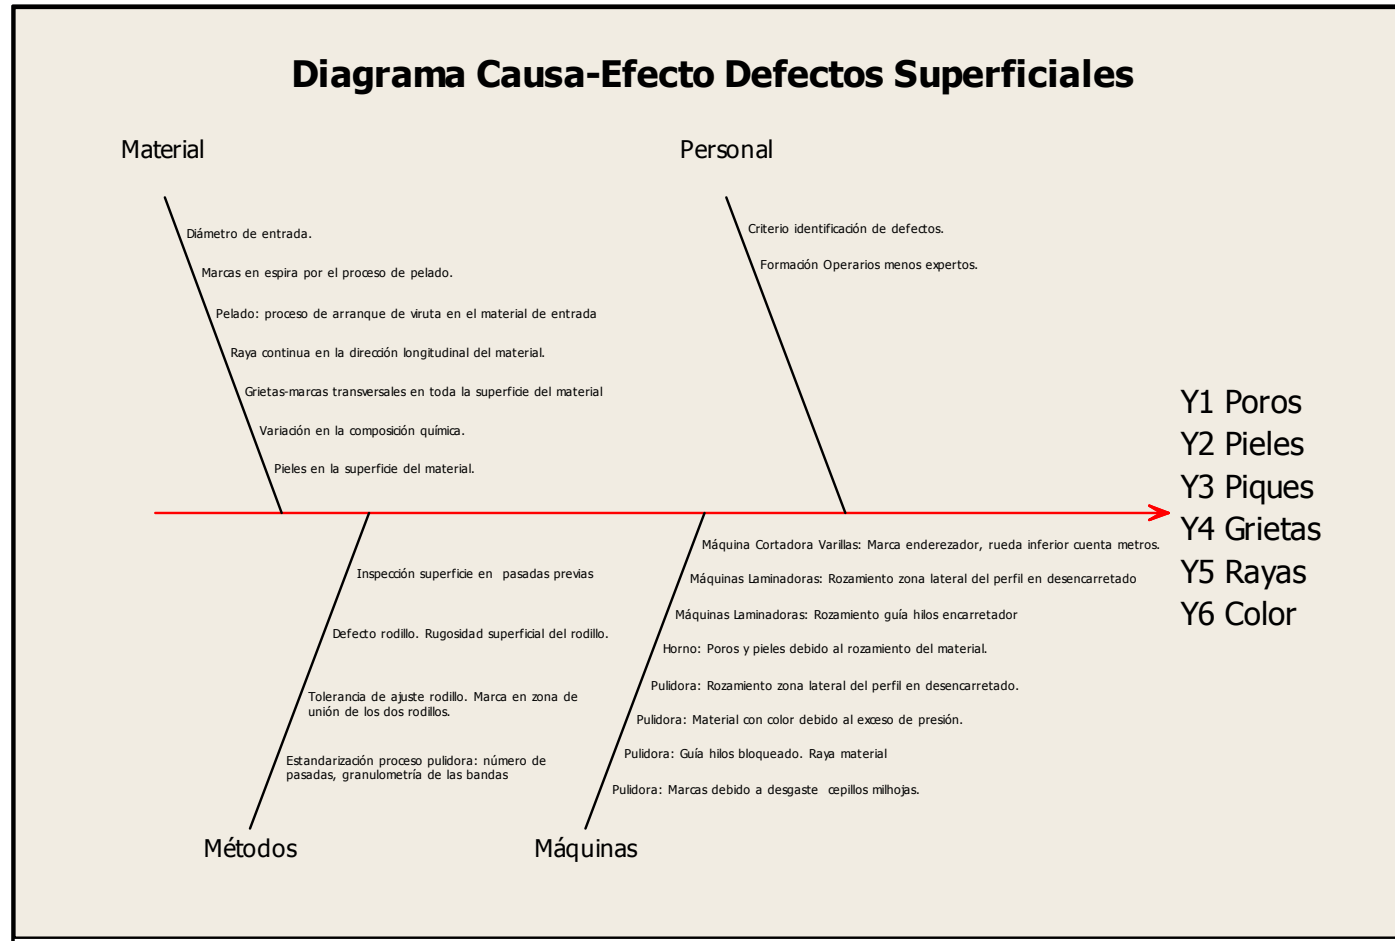 Diagrama Causa-Efecto Defectos Superficiales
Material
Personal
Diámetro de entrada.
Marcas en espira por el proceso de pelado.
Pelado: proceso de arranque de viruta en el material de entrada
Raya continua en la dirección longitudinal del material.
Grietas-marcas transversales en toda la superficie del material
Variación en la composición química.
Pieles en la superficie del material.
Criterio identificación de defectos.
Formación Operarios menos expertos.
Y1 Poros
Y2 Pieles
Y3 Piques
Y4 Grietas
Y5 Rayas
Y6 Color
Inspección superficie en  pasadas previas
Defecto rodillo. Rugosidad superficial del rodillo.
Tolerancia de ajuste rodillo. Marca en zona de
unión de los dos rodillos.
Estandarización proceso pulidora: número de
pasadas, granulometría de las bandas
Máquina Cortadora Varillas: Marca enderezador, rueda inferior cuenta metros.
Máquinas Laminadoras: Rozamiento zona lateral del perfil en desencarretado
Máquinas Laminadoras: Rozamiento guía hilos encarretador
Horno: Poros y pieles debido al rozamiento del material.
Pulidora: Rozamiento zona lateral del perfil en desencarretado.
Pulidora: Material con color debido al exceso de presión.
Pulidora: Guía hilos bloqueado. Raya material
Pulidora: Marcas debido a desgaste  cepillos milhojas.
Métodos
Máquinas